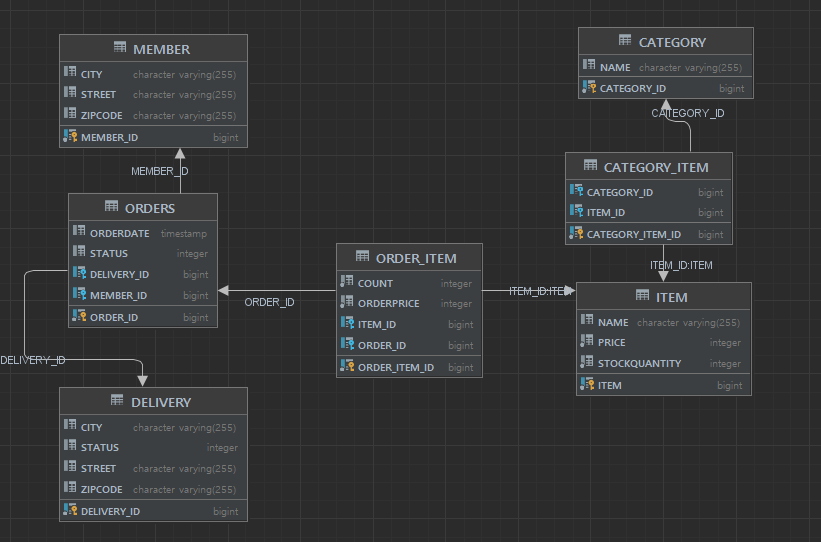 MEMBER
CITY character varying(255)
STREET character varying(255)
ZIPCODE character varying(255)
MEMBER_ID bigint
MEMBER_ID
ORDERS
ORDERDATE timestamp
STATUS integer
DELIVERY_ID bigint
MEMBER_ID bigint
ORDER_ID bigint
DELIVERY_ID
DELIVERY
CITY character varying(255)
STATUS integer
STREET character varying(255)
ZIPCODE character varying(255)
DELIVERY_ID bigint
ORDER_ID
ORDER_ITEM
COUNT integer
ORDERPRICE integer
ITEM_ID bigint
ORDER_ID bigint
ORDER_ITEM_ID bigint
ITEM_ID:ITEM
CATEGORY
NAME character varying(255)
CATEGORY_ID bigint
CATEGORY_ID
CATEGORY_ITEM
CATEGORY_ID bigint
ITEM_ID bigint
CATEGORY_ITEM_ID bigint
ITEM_ID:ITEM
ITEM
NAME character varying(255)
PRICE integer
STOCKQUANTITY integer
ITEM bigint